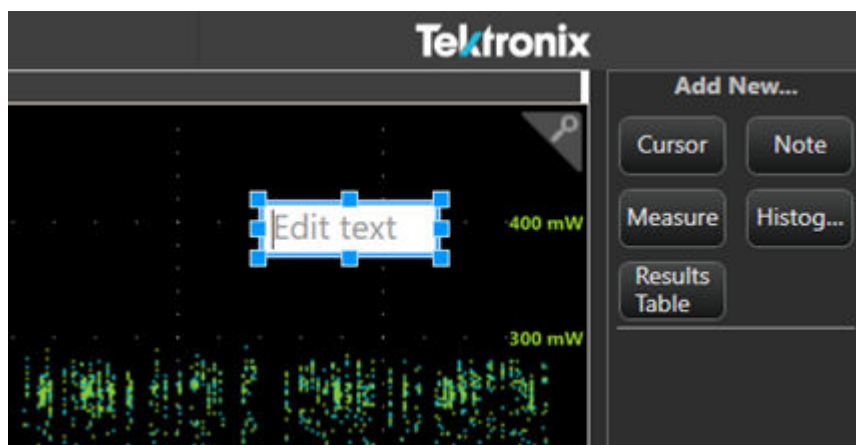 Tektronix
Add New...
Cursor
Note
Measure
Histog...
Results
Table
Edit text
400 mW
300 mW